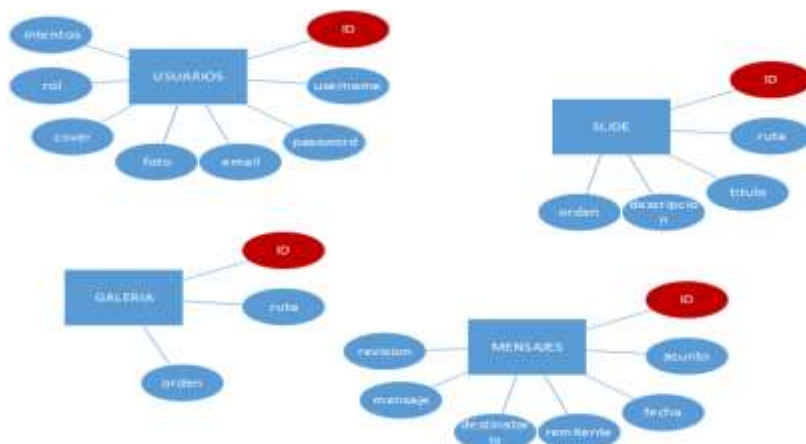 intentos
ID
USUARIOS
rol
username
cover
password
foto
email
ID
SLIDE
ruta
titulo
orden
descripcio
n
ID
GALERIA
ruta
orden
ID
MENSAJES
revision
asunto
mensaje
fecha
destinatar
io
remitente